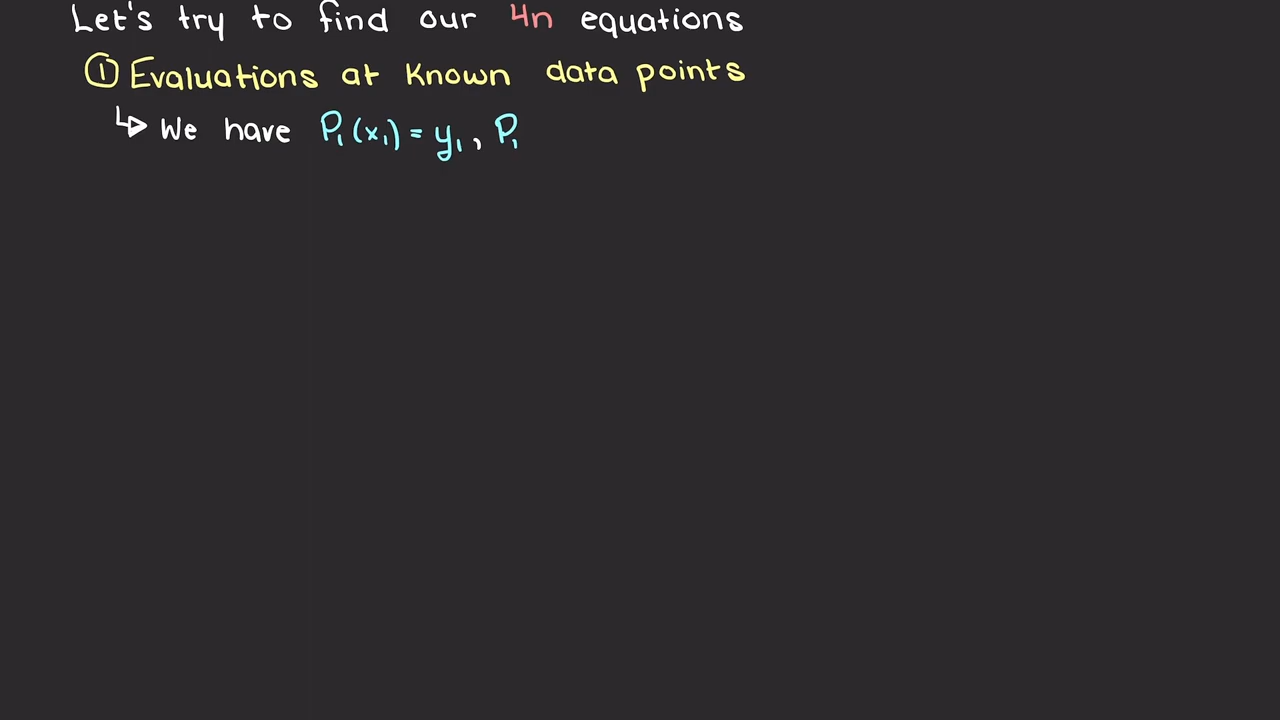 Let's try to find our 4n equations
① Evaluations at known data points
↳ We have P₁(x₁) = y₁, P₁